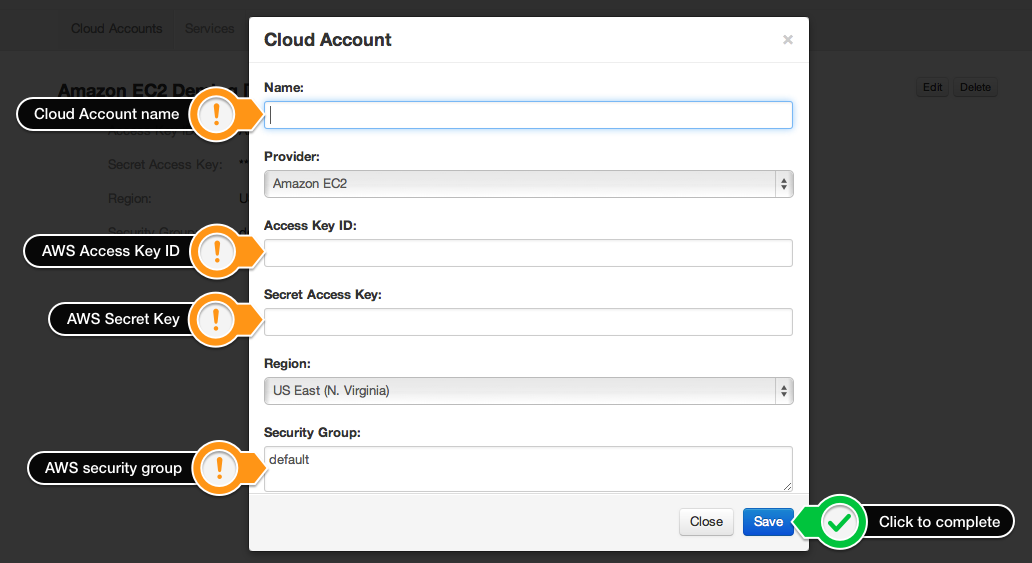 Cloud Accounts Services
Cloud Account ×
Amazon EC2
Edit Delete
Name:
Cloud Account name
Provider:
Secret Access Key: **
Amazon EC2
Region: U
Access Key ID:
AWS Access Key ID
Secret Access Key:
AWS Secret Key
Region:
US East (N. Virginia)
Security Group:
default
AWS security group
Close Save Click to complete